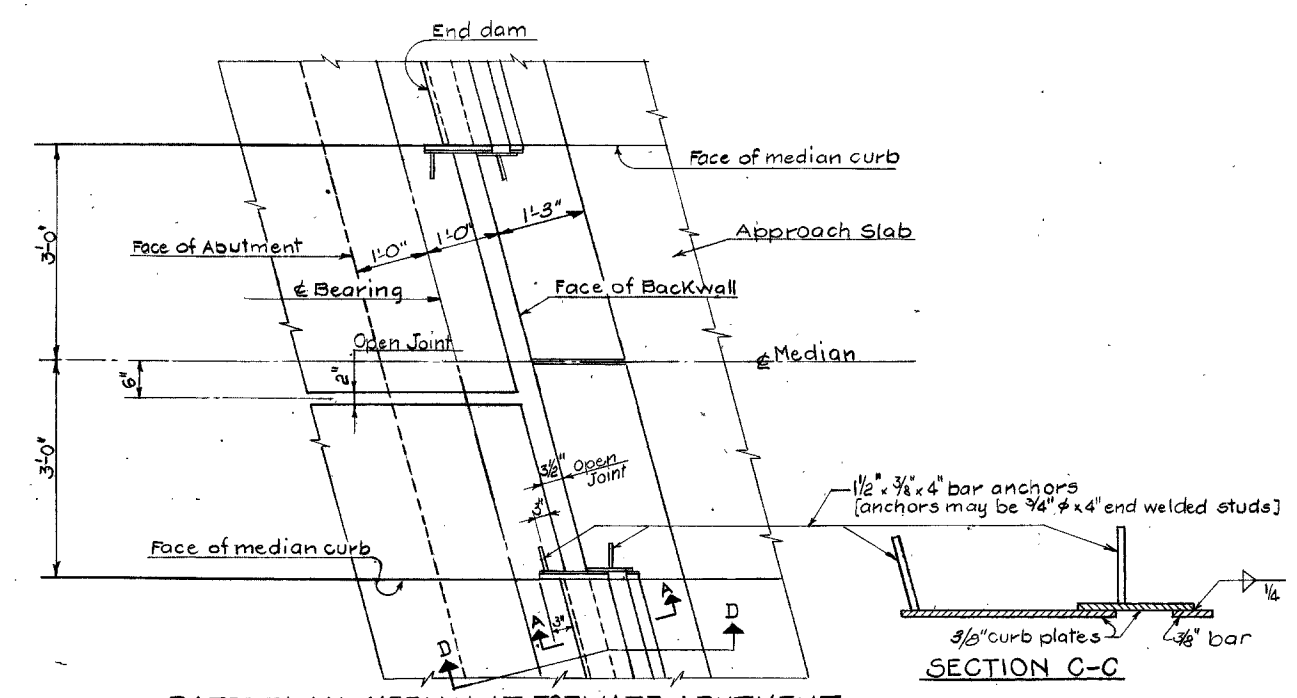 End dam
Face of median curb
3'-0"
1'-0"
1'-0"
1'-3"
Approach Slab
Face of Abutment
₵ Bearing
Face of Backwall
Open Joint
₵ Median
6"
2"
3'-0"
3½"
Open
Joint
3"
1½" x ⅜" x 4" bar anchors
[anchors may be ¾" ϕ x 4" end welded studs]
Face of median curb
A
A
D
D
3"
¼
3/8" curb plates
3/8" bar
SECTION C-C